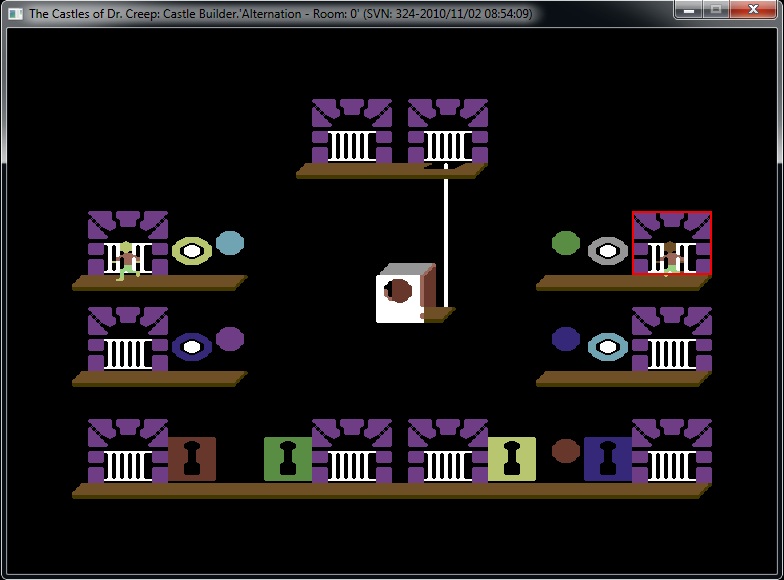 The Castles of Dr. Creep: Castle Builder.'Alternation - Room: 0' (SVN: 324-2010/11/02 08:54:09)